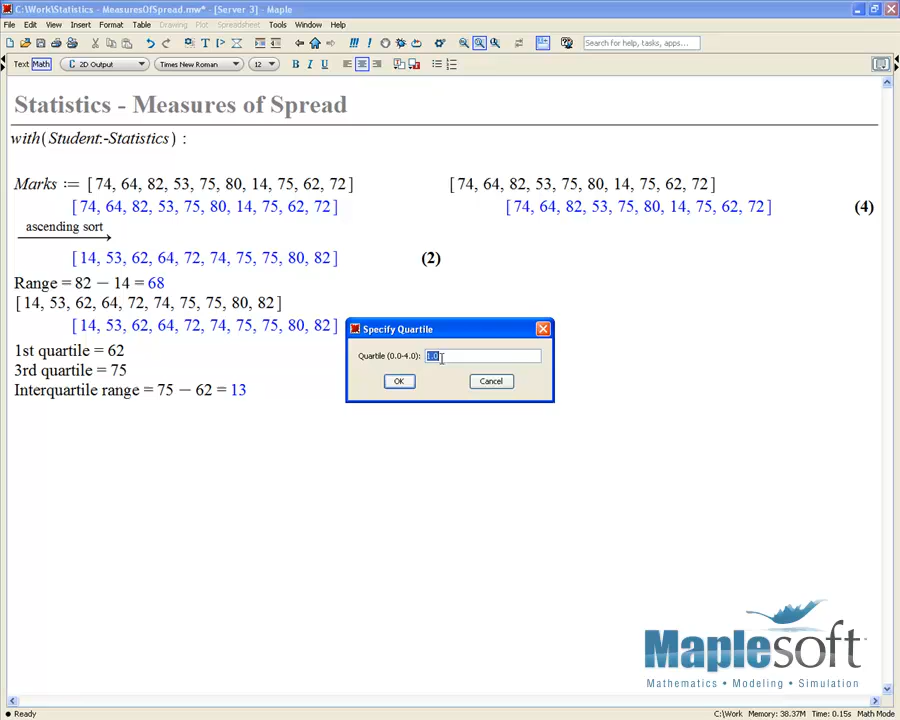 C:\Work\Statistics - MeasuresOfSpread.mw* - [Server 3] - Maple
File Edit View Insert Format Table Drawing Plot Spreadsheet Tools Window Help
Search for help, tasks, apps...
Text Math C 2D Output Times New Roman 12 B I U
Statistics - Measures of Spread
with(Student:-Statistics) :
Marks := [74, 64, 82, 53, 75, 80, 14, 75, 62, 72] [74, 64, 82, 53, 75, 80, 14, 75, 62, 72]
[74, 64, 82, 53, 75, 80, 14, 75, 62, 72] [74, 64, 82, 53, 75, 80, 14, 75, 62, 72] (4)
ascending sort
[14, 53, 62, 64, 72, 74, 75, 75, 80, 82] (2)
Range = 82 − 14 = 68
[14, 53, 62, 64, 72, 74, 75, 75, 80, 82]
[14, 53, 62, 64, 72, 74, 75, 75, 80, 82]
1st quartile = 62
3rd quartile = 75
Interquartile range = 75 − 62 = 13
Specify Quartile
Quartile (0.0-4.0):
OK Cancel
Maplesoft
Mathematics • Modeling • Simulation
Ready C:\Work Memory: 38.37M Time: 0.15s Math Mode